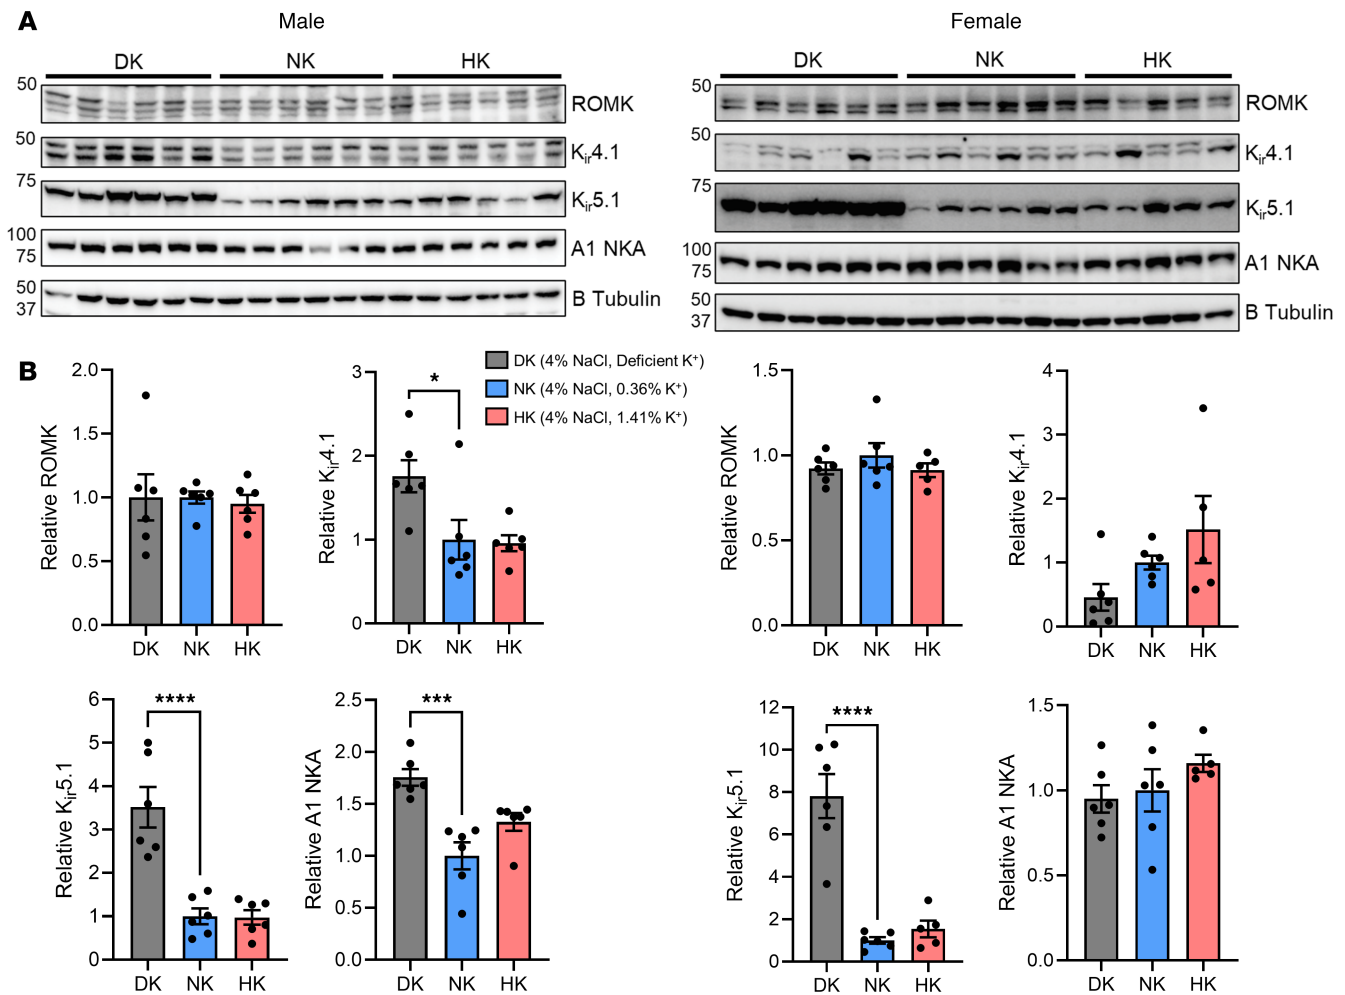 A
Male
Female
DK
NK
HK
DK
NK
HK
50
ROMK
50
Kir4.1
75
Kir5.1
100
75
A1 NKA
50
37
B Tubulin
50
ROMK
50
Kir4.1
75
Kir5.1
100
75
A1 NKA
50
37
B Tubulin
B
DK (4% NaCl, Deficient K⁺)
NK (4% NaCl, 0.36% K⁺)
HK (4% NaCl, 1.41% K⁺)
Relative ROMK
2.0
1.5
1.0
0.5
0.0
DK NK HK
Relative Kir4.1
3
2
1
0
*
DK NK HK
Relative ROMK
1.5
1.0
0.5
0.0
DK NK HK
Relative Kir4.1
4
3
2
1
0
DK NK HK
Relative Kir5.1
6
5
4
3
2
1
0
****
DK NK HK
Relative A1 NKA
2.5
2.0
1.5
1.0
0.5
0.0
***
DK NK HK
Relative Kir5.1
12
10
8
6
4
2
0
****
DK NK HK
Relative A1 NKA
1.5
1.0
0.5
0.0
DK NK HK